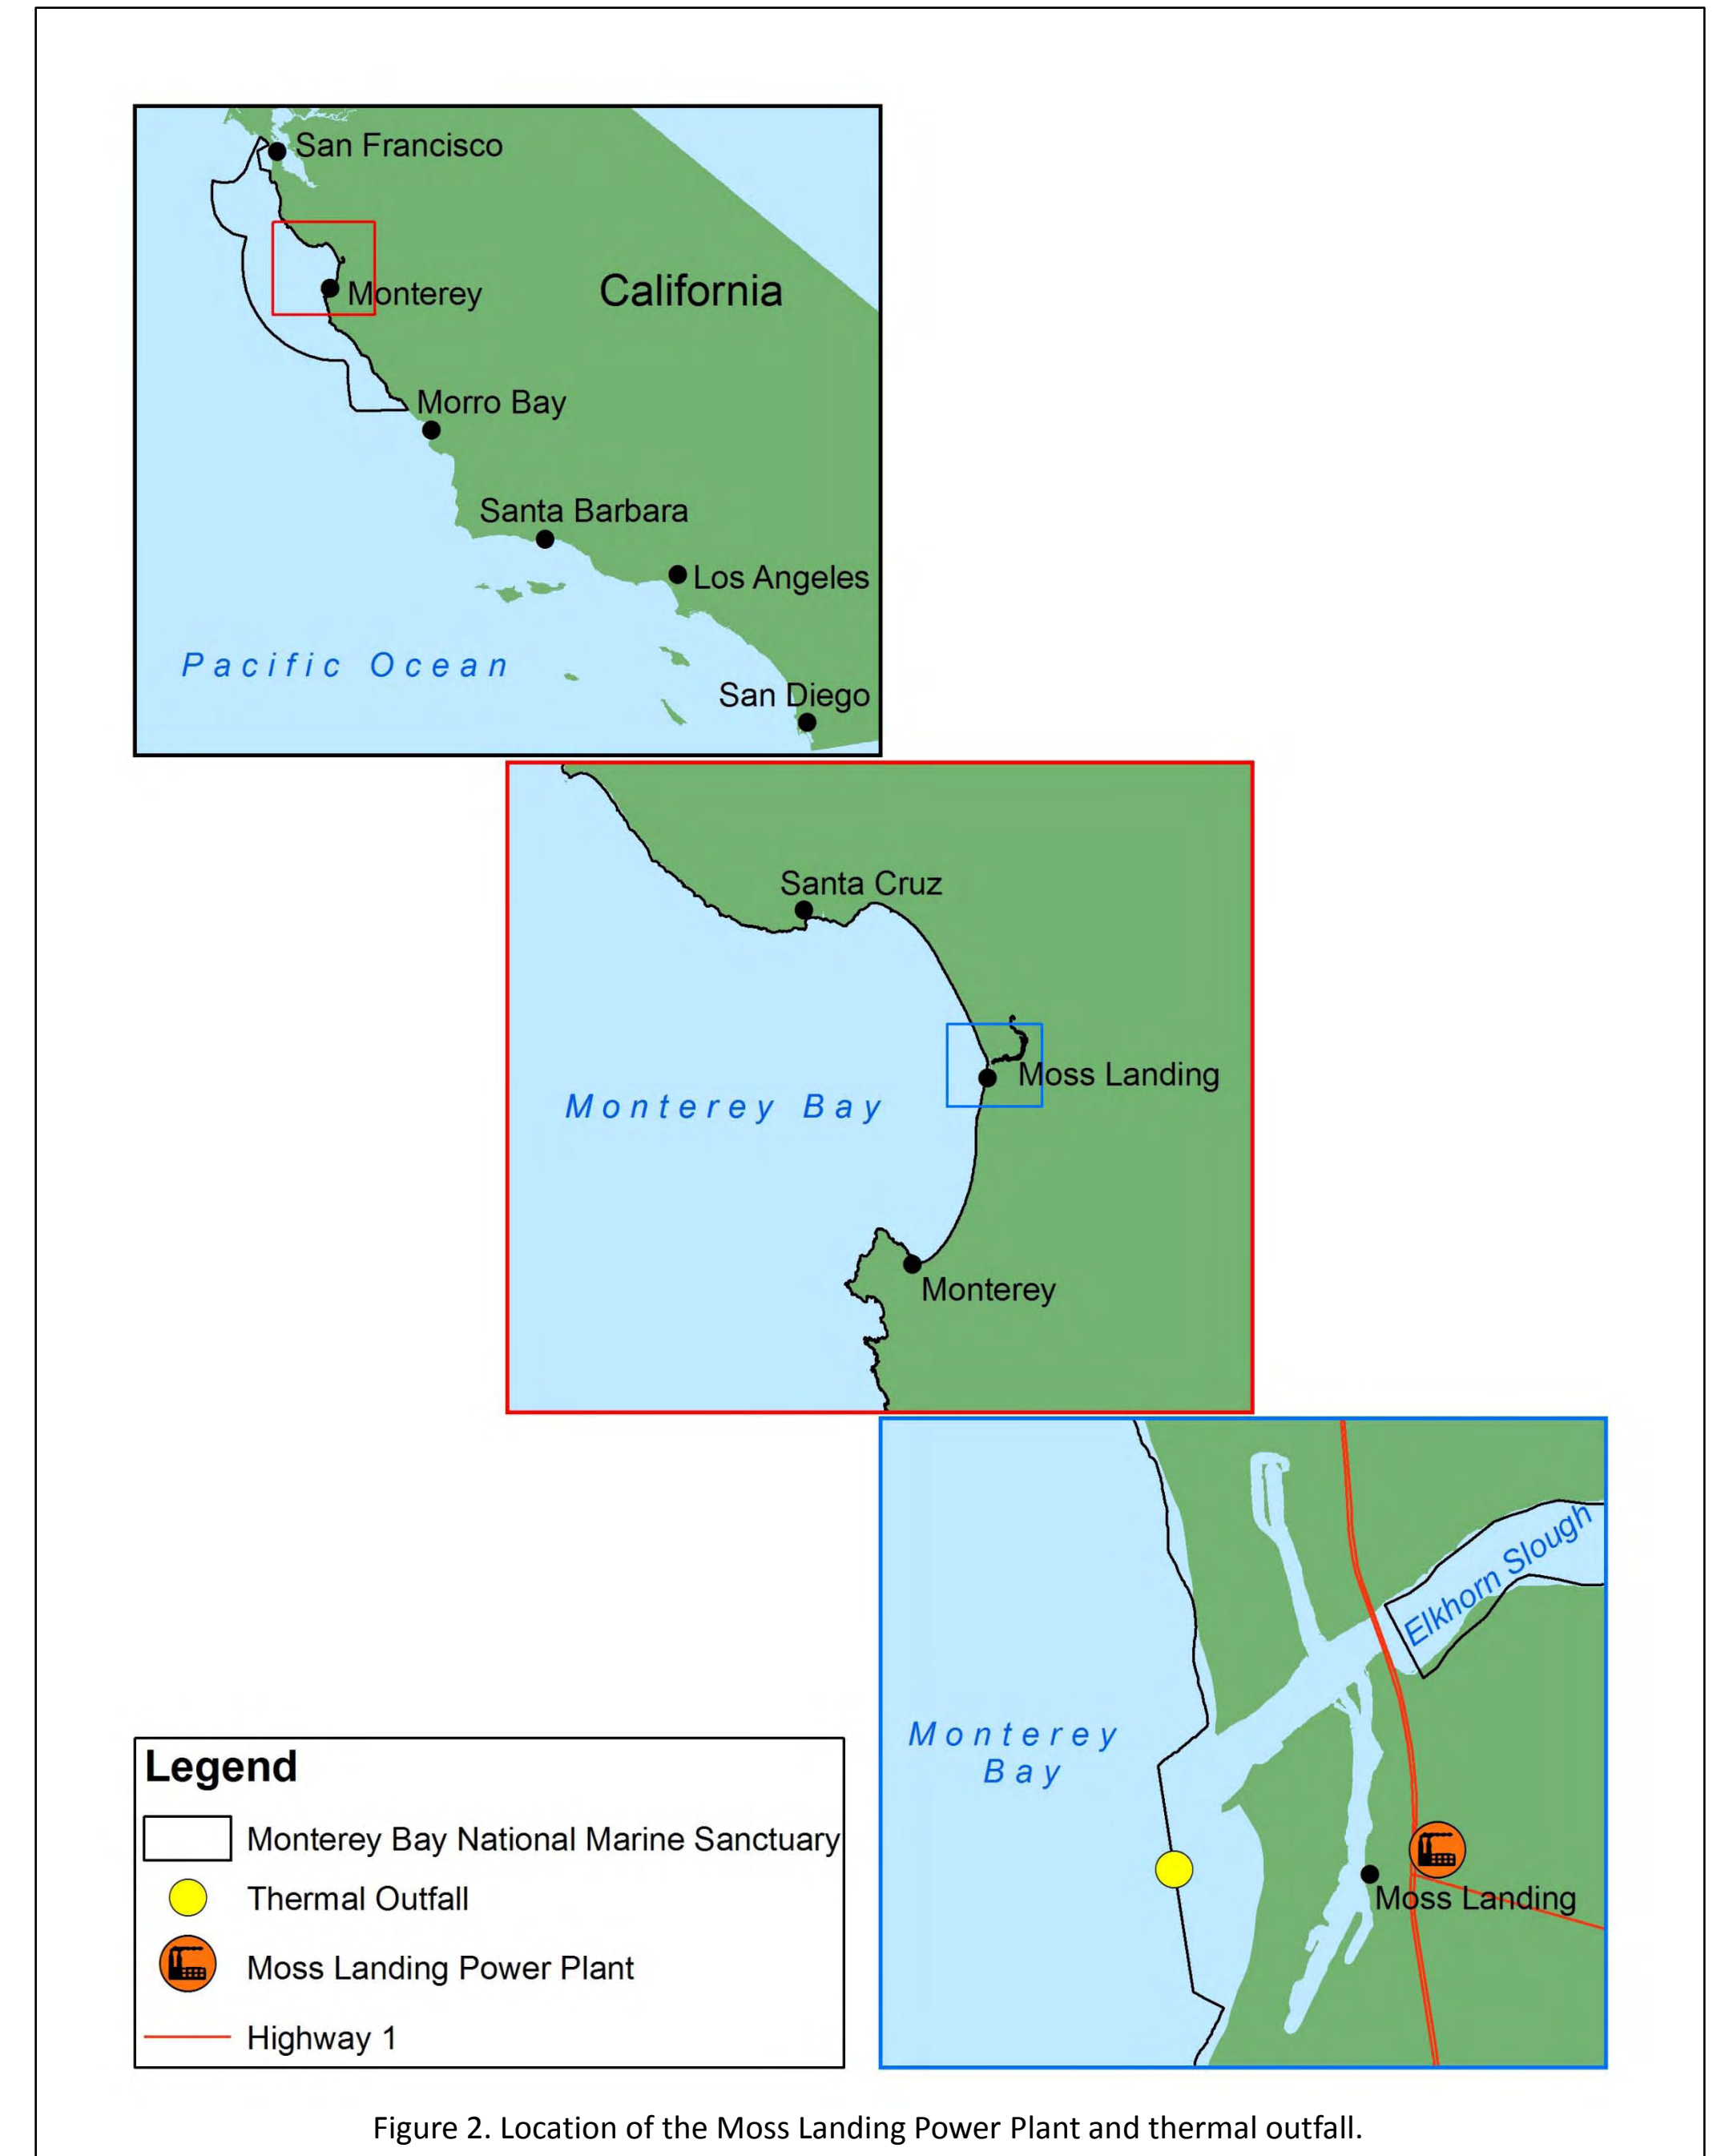 San Francisco
Monterey
California
Morro Bay
Santa Barbara
Los Angeles
Pacific Ocean
San Diego
Santa Cruz
Moss Landing
Monterey Bay
Monterey
Elkhorn Slough
Monterey
Bay
Moss Landing
Legend
Monterey Bay National Marine Sanctuary
Thermal Outfall
Moss Landing Power Plant
Highway 1
Figure 2. Location of the Moss Landing Power Plant and thermal outfall.